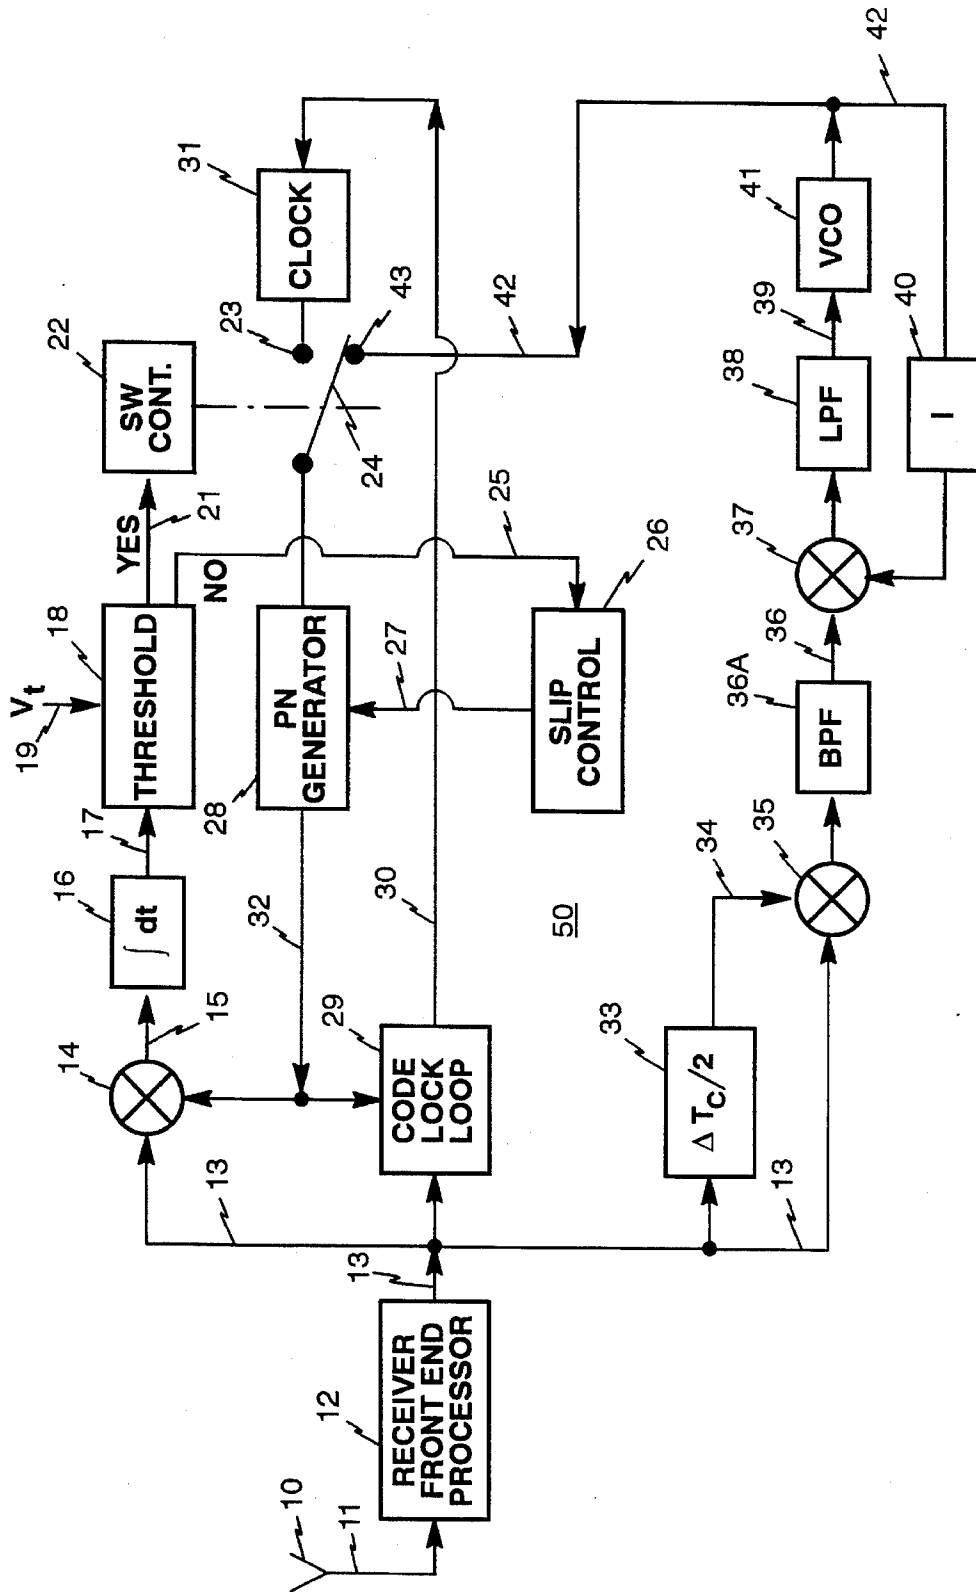 10
11
12
RECEIVER
FRONT END
PROCESSOR
13
13
13
14
15
16
∫ dt
17
V_t
19
18
THRESHOLD
YES
21
NO
22
SW
CONT.
23
31
CLOCK
24
43
42
25
28
PN
GENERATOR
27
26
SLIP
CONTROL
32
29
CODE
LOCK
LOOP
30
50
33
Δ T_C/2
34
35
36A
BPF
36
37
38
LPF
39
41
VCO
40
I
42